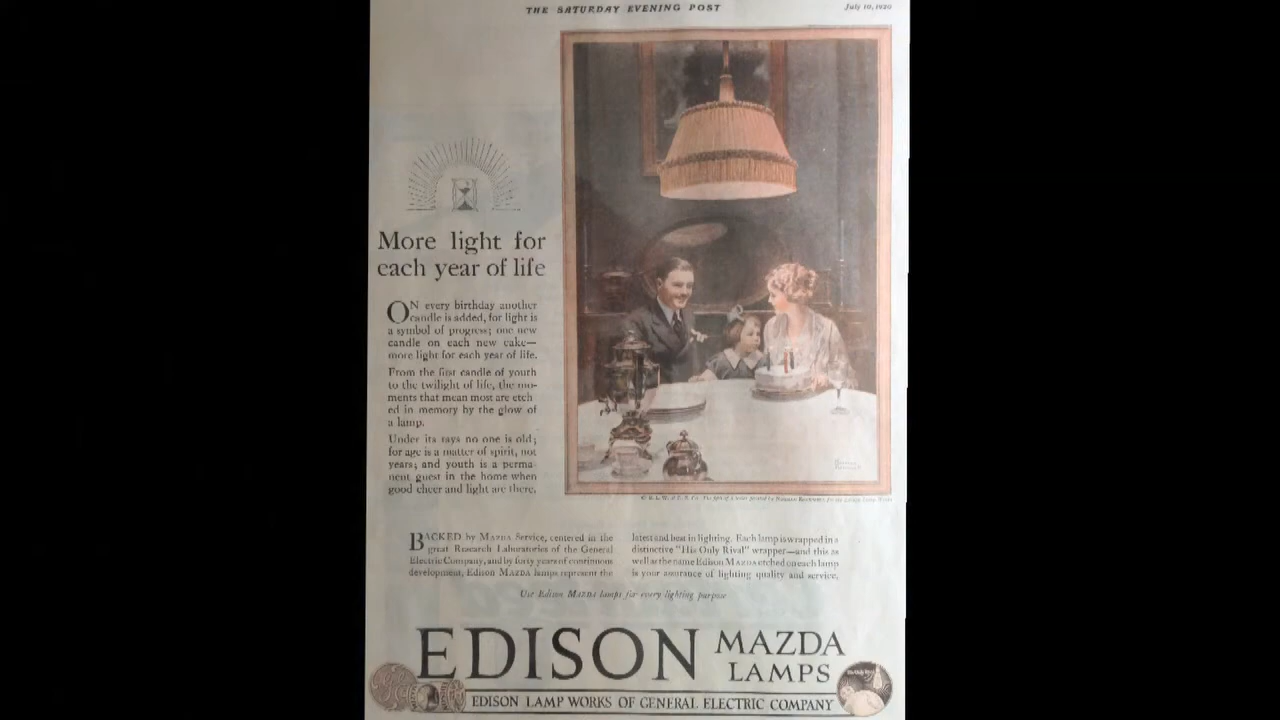 THE SATURDAY EVENING POST
July 10, 1920
More light for
each year of life
ON every birthday another
candle is added, for light is
a symbol of progress; one new
candle on each new cake—
more light for each year of life.
From the first candle of youth
to the twilight of life, the mo-
ments that mean most are etch
ed in memory by the glow of
a lamp.
Under its rays no one is old;
for age is a matter of spirit, not
years; and youth is a perma
nent guest in the home when
good cheer and light are there.
BACKED by MAZDA Service, centered in the
great Research Laboratories of the General
Electric Company, and by forty years of continuous
development, Edison MAZDA lamps represent the
latest and best in lighting. Each lamp is wrapped in a
distinctive "His Only Rival" wrapper—and this as
well as the name Edison MAZDA etched on each lamp
is your assurance of lighting quality and service.
Use Edison MAZDA lamps for every lighting purpose
EDISON MAZDA
LAMPS
EDISON LAMP WORKS OF GENERAL ELECTRIC COMPANY